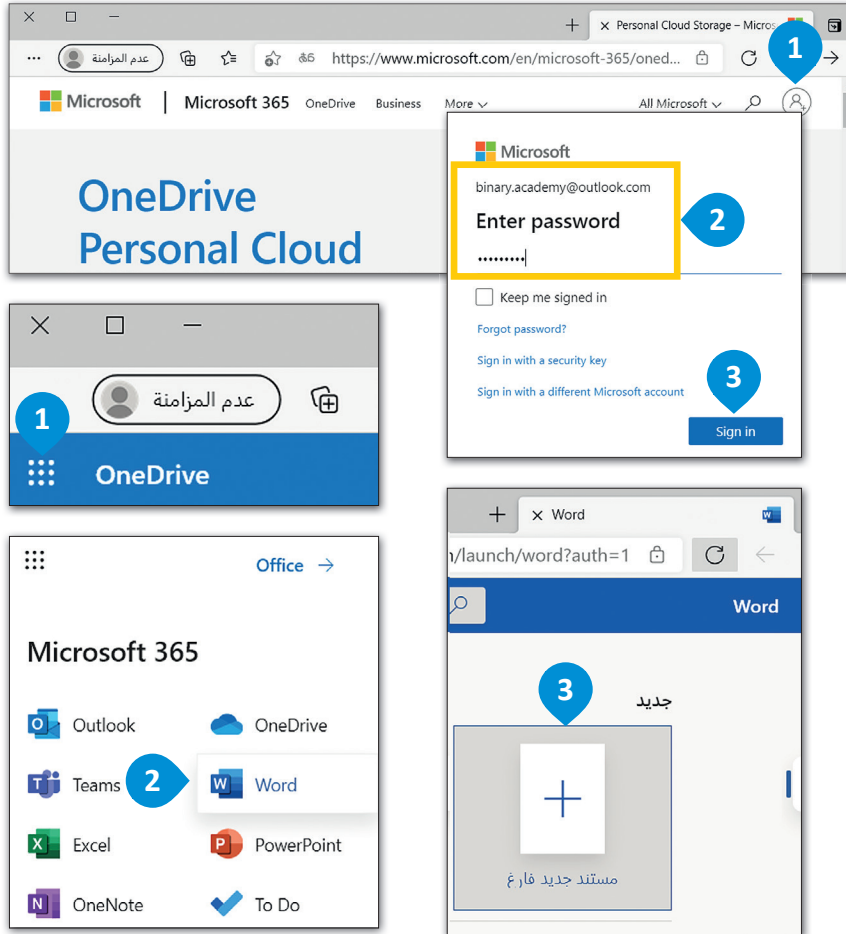 Personal Cloud Storage – Micros
1
عدم المزامنة
https://www.microsoft.com/en/microsoft-365/oned...
Microsoft
Microsoft 365
OneDrive
Business
More
All Microsoft
OneDrive
Personal Cloud
Microsoft
binary.academy@outlook.com
Enter password
2
Keep me signed in
Forgot password?
Sign in with a security key
Sign in with a different Microsoft account
3
Sign in
عدم المزامنة
1
OneDrive
Office
Microsoft 365
Outlook
OneDrive
Teams
2
Word
Excel
PowerPoint
OneNote
To Do
Word
/launch/word?auth=1
Word
جديد
3
مستند جديد فارغ